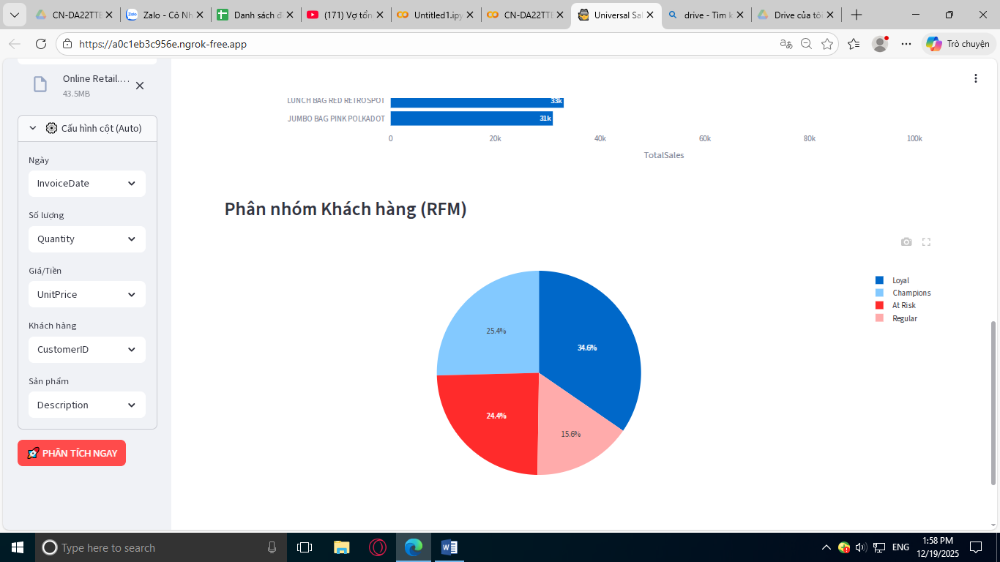 CN-DA22TTE
Zalo - Cô Nh
Danh sách đi
(171) Vợ tổn
Untitled1.ipy
CN-DA22TTE
Universal Sal
drive - Tìm k
Drive của tôi
https://a0c1eb3c956e.ngrok-free.app
Trò chuyện
Online Retail....
43.5MB
Cấu hình cột (Auto)
Ngày
InvoiceDate
Số lượng
Quantity
Giá/Tiền
UnitPrice
Khách hàng
CustomerID
Sản phẩm
Description
PHÂN TÍCH NGAY
LUNCH BAG RED RETROSPOT
33k
JUMBO BAG PINK POLKADOT
31k
0 20k 40k 60k 80k 100k
TotalSales
Phân nhóm Khách hàng (RFM)
Loyal
Champions
At Risk
Regular
25.4%
34.6%
24.4%
15.6%
Type here to search
ENG
1:58 PM
12/19/2025